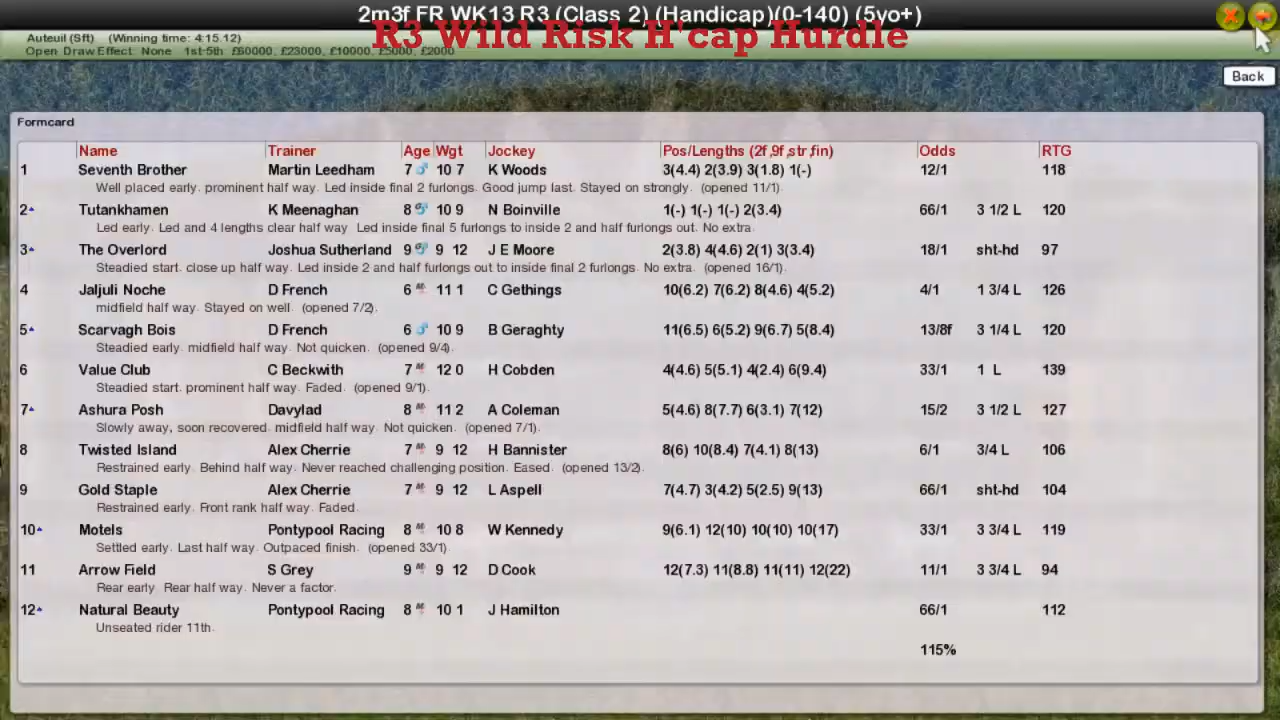 2m3f FR WK13 R3 (Class 2) (Handicap)(0-140) (5yo+)
R3 Wild Risk H'cap Hurdle
Auteuil (Sft) (Winning time: 4:15.12)
Open Draw Effect: None 1st-5th £60000, £23000, £10000, £5000, £2000
Back
Formcard
Name Trainer Age Wgt Jockey Pos/Lengths (2f,9f,str,fin) Odds RTG
1 Seventh Brother Martin Leedham 7 10 7 K Woods 3(4.4) 2(3.9) 3(1.8) 1(-) 12/1 118
Well placed early. prominent half way. Led inside final 2 furlongs. Good jump last. Stayed on strongly. (opened 11/1).
2 Tutankhamen K Meenaghan 8 10 9 N Boinville 1(-) 1(-) 1(-) 2(3.4) 66/1 3 1/2 L 120
Led early. Led and 4 lengths clear half way. Led inside final 5 furlongs to inside 2 and half furlongs out. No extra.
3 The Overlord Joshua Sutherland 9 9 12 J E Moore 2(3.8) 4(4.6) 2(1) 3(3.4) 18/1 sht-hd 97
Steadied start. close up half way. Led inside 2 and half furlongs out to inside final 2 furlongs. No extra. (opened 16/1).
4 Jaljuli Noche D French 6 11 1 C Gethings 10(6.2) 7(6.2) 8(4.6) 4(5.2) 4/1 1 3/4 L 126
midfield half way. Stayed on well. (opened 7/2).
5 Scarvagh Bois D French 6 10 9 B Geraghty 11(6.5) 6(5.2) 9(6.7) 5(8.4) 13/8f 3 1/4 L 120
Steadied early. midfield half way. Not quicken. (opened 9/4).
6 Value Club C Beckwith 7 12 0 H Cobden 4(4.6) 5(5.1) 4(2.4) 6(9.4) 33/1 1 L 139
Steadied start. prominent half way. Faded. (opened 9/1).
7 Ashura Posh Davylad 8 11 2 A Coleman 5(4.6) 8(7.7) 6(3.1) 7(12) 15/2 3 1/2 L 127
Slowly away, soon recovered. midfield half way. Not quicken. (opened 7/1).
8 Twisted Island Alex Cherrie 7 9 12 H Bannister 8(6) 10(8.4) 7(4.1) 8(13) 6/1 3/4 L 106
Restrained early. Behind half way. Never reached challenging position. Eased. (opened 13/2).
9 Gold Staple Alex Cherrie 7 9 12 L Aspell 7(4.7) 3(4.2) 5(2.5) 9(13) 66/1 sht-hd 104
Restrained early. Front rank half way. Faded.
10 Motels Pontypool Racing 8 10 8 W Kennedy 9(6.1) 12(10) 10(10) 10(17) 33/1 3 3/4 L 119
Settled early. Last half way. Outpaced finish. (opened 33/1).
11 Arrow Field S Grey 9 9 12 D Cook 12(7.3) 11(8.8) 11(11) 12(22) 11/1 3 3/4 L 94
Rear early. Rear half way. Never a factor.
12 Natural Beauty Pontypool Racing 8 10 1 J Hamilton 66/1 112
Unseated rider 11th.
115%